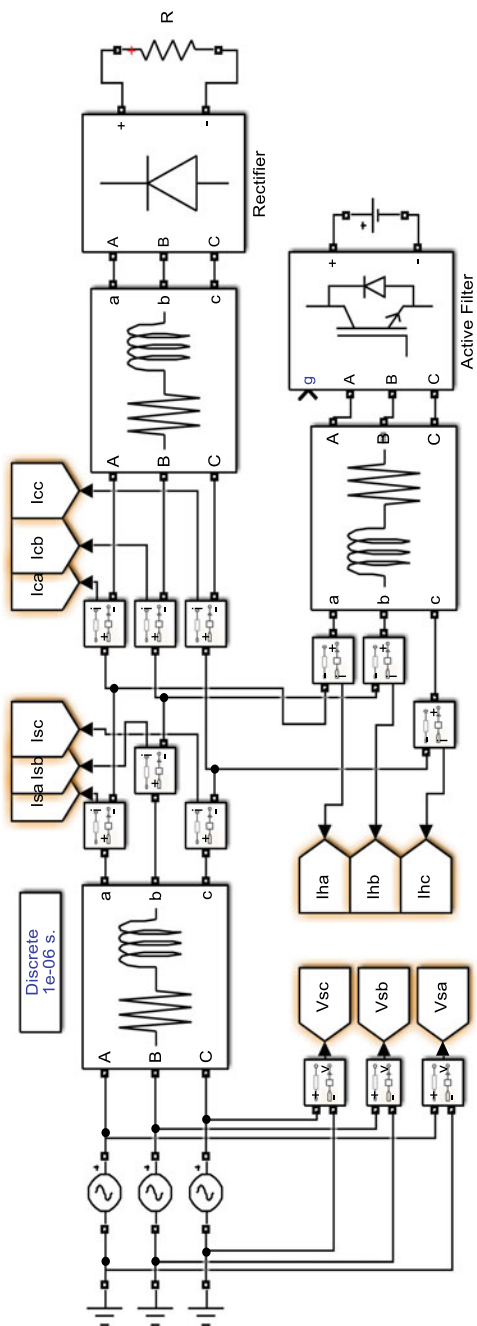 Discrete
1e-06 s.
A
B
C
a
b
c
Isa
Isb
Isc
Ica
Icb
Icc
i
+
-
i
+
-
i
+
-
i
+
-
i
+
-
i
+
-
A
B
C
a
b
c
A
B
C
+
-
Rectifier
+
R
+
+
+
Vsc
Vsb
Vsa
+
v
-
+
v
-
+
v
-
Iha
Ihb
Ihc
+
i
-
+
i
-
+
i
-
a
b
c
A
B
C
g
A
B
C
+
-
Active Filter
+